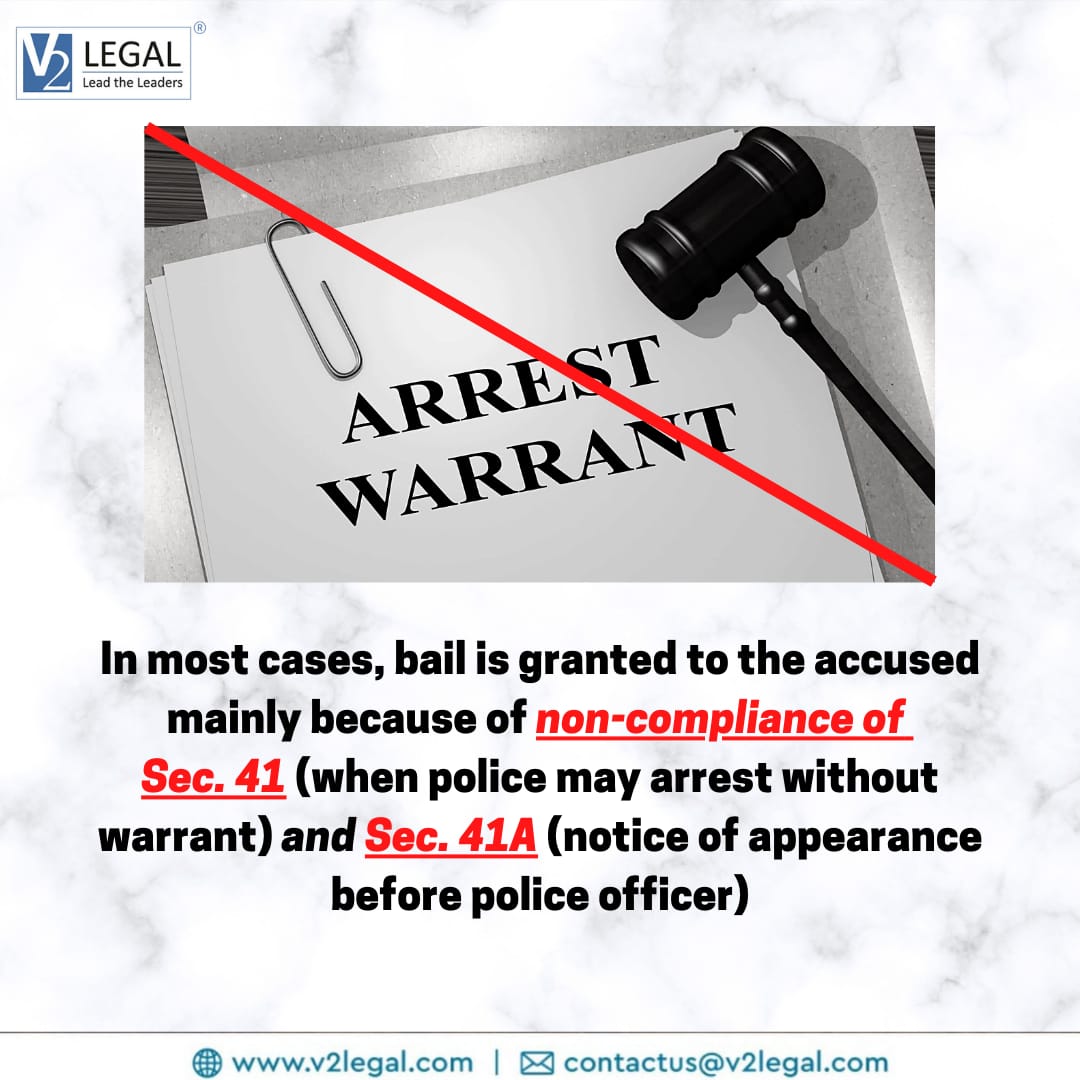 V2 LEGAL ®
Lead the Leaders
ARREST
WARRANT
In most cases, bail is granted to the accused
mainly because of non-compliance of
Sec. 41 (when police may arrest without
warrant) and Sec. 41A (notice of appearance
before police officer)
www.v2legal.com | contactus@v2legal.com